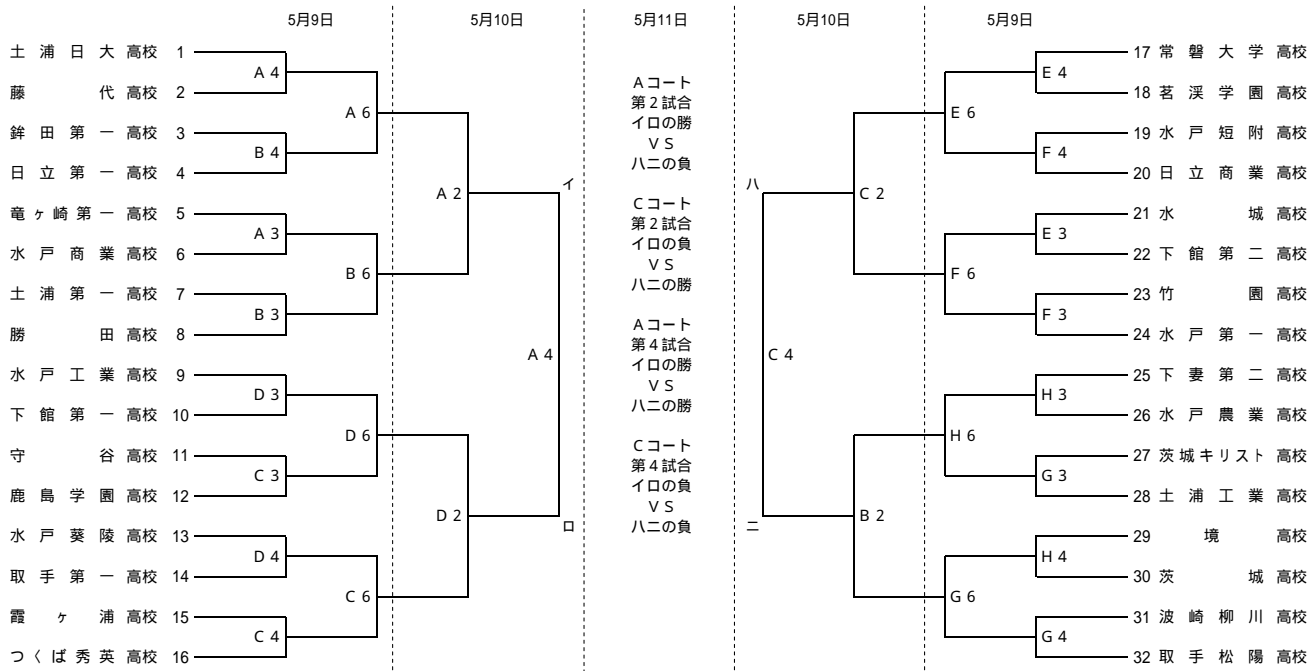 5月9日 5月10日 5月11日 5月10日 5月9日
土浦日大高校 1
藤代高校 2
鉾田第一高校 3
日立第一高校 4
竜ヶ崎第一高校 5
水戸商業高校 6
土浦第一高校 7
勝田高校 8
水戸工業高校 9
下館第一高校 10
守谷高校 11
鹿島学園高校 12
水戸葵陵高校 13
取手第一高校 14
霞ヶ浦高校 15
つくば秀英高校 16
A 4
B 4
A 3
B 3
D 3
C 3
D 4
C 4
A 6
B 6
D 6
C 6
A 2
D 2
イ
A 4
ロ
Aコート
第2試合
イロの勝
VS
ハニの負
Cコート
第2試合
イロの負
VS
ハニの勝
Aコート
第4試合
イロの勝
VS
ハニの勝
Cコート
第4試合
イロの負
VS
ハニの負
ハ
C 4
ニ
C 2
B 2
E 6
F 6
H 6
G 6
E 4
F 4
E 3
F 3
H 3
G 3
H 4
G 4
17 常磐大学高校
18 茗渓学園高校
19 水戸短附高校
20 日立商業高校
21 水城高校
22 下館第二高校
23 竹園高校
24 水戸第一高校
25 下妻第二高校
26 水戸農業高校
27 茨城キリスト高校
28 土浦工業高校
29 境高校
30 茨城高校
31 波崎柳川高校
32 取手松陽高校